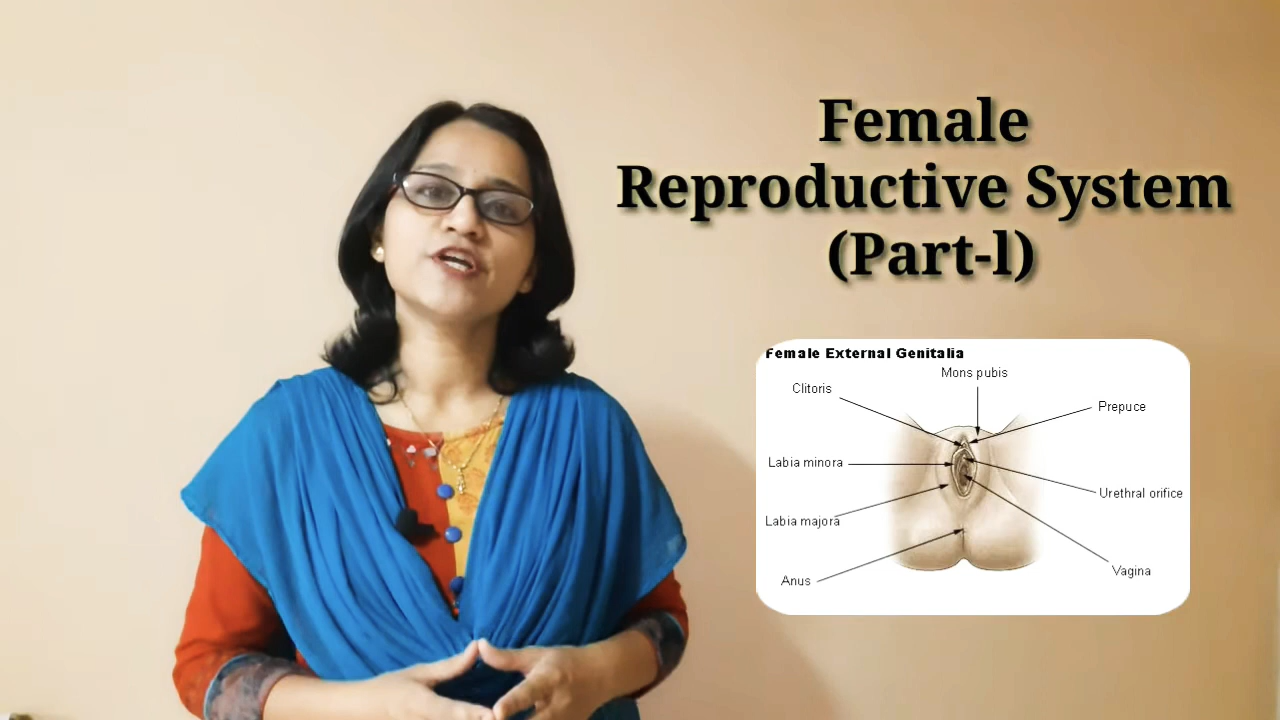 Female
Reproductive System
(Part-l)
Female External Genitalia
Mons pubis
Clitoris
Prepuce
Labia minora
Urethral orifice
Labia majora
Vagina
Anus